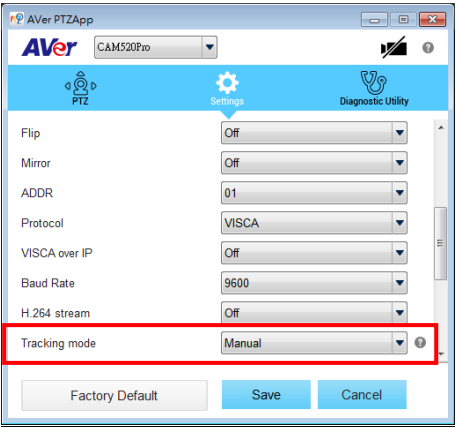 AVer PTZApp
AVer CAM520Pro ?
PTZ Settings Diagnostic Utility
Flip Off
Mirror Off
ADDR 01
Protocol VISCA
VISCA over IP Off
Baud Rate 9600
H.264 stream Off
Tracking mode Manual ?
Factory Default Save Cancel